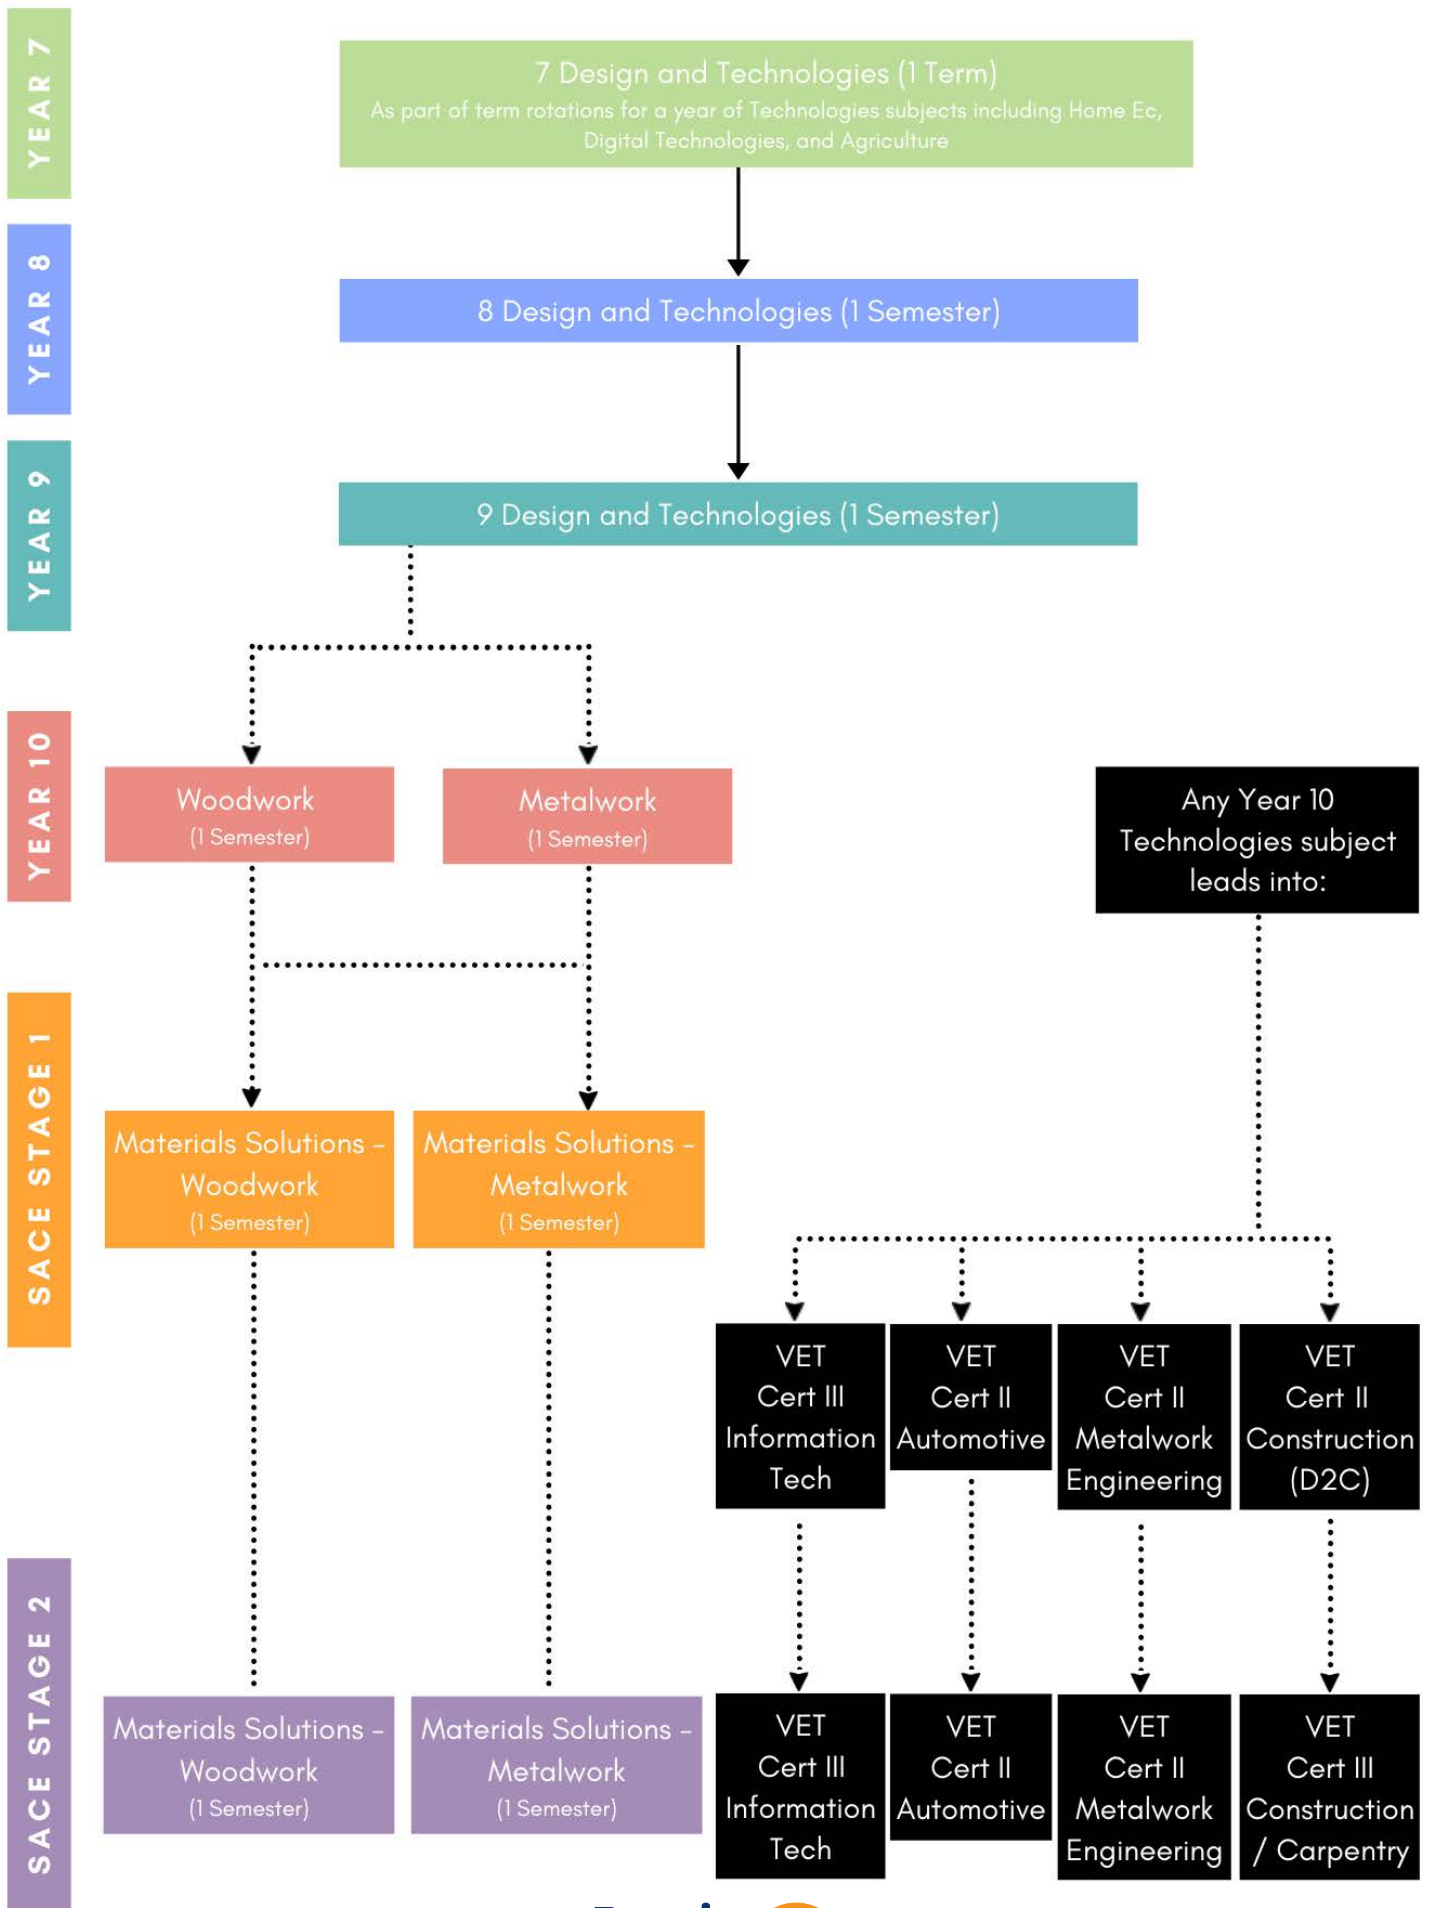 YEAR 7
7 Design and Technologies (1 Term)
As part of term rotations for a year of Technologies subjects including Home Ec,
Digital Technologies, and Agriculture
YEAR 8
8 Design and Technologies (1 Semester)
YEAR 9
9 Design and Technologies (1 Semester)
YEAR 10
Woodwork
(1 Semester)
Metalwork
(1 Semester)
Any Year 10
Technologies subject
leads into:
SACE STAGE 1
Materials Solutions -
Woodwork
(1 Semester)
Materials Solutions -
Metalwork
(1 Semester)
VET
Cert III
Information
Tech
VET
Cert II
Automotive
VET
Cert II
Metalwork
Engineering
VET
Cert II
Construction
(D2C)
SACE STAGE 2
Materials Solutions -
Woodwork
(1 Semester)
Materials Solutions -
Metalwork
(1 Semester)
VET
Cert III
Information
Tech
VET
Cert II
Automotive
VET
Cert II
Metalwork
Engineering
VET
Cert III
Construction
/ Carpentry